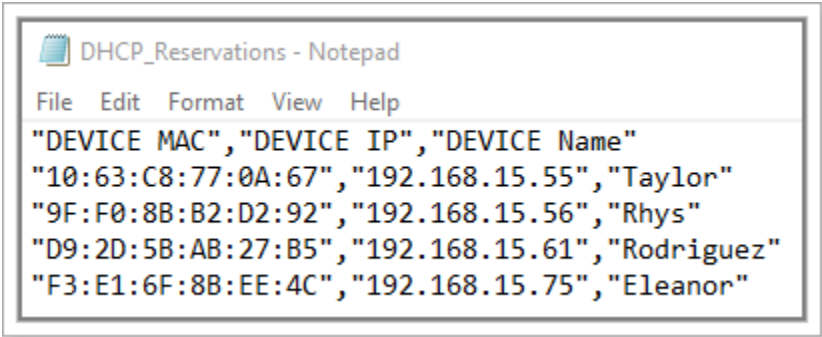 DHCP_Reservations - Notepad
File Edit Format View Help
"DEVICE MAC","DEVICE IP","DEVICE Name"
"10:63:C8:77:0A:67","192.168.15.55","Taylor"
"9F:F0:8B:B2:D2:92","192.168.15.56","Rhys"
"D9:2D:5B:AB:27:B5","192.168.15.61","Rodriguez"
"F3:E1:6F:8B:EE:4C","192.168.15.75","Eleanor"